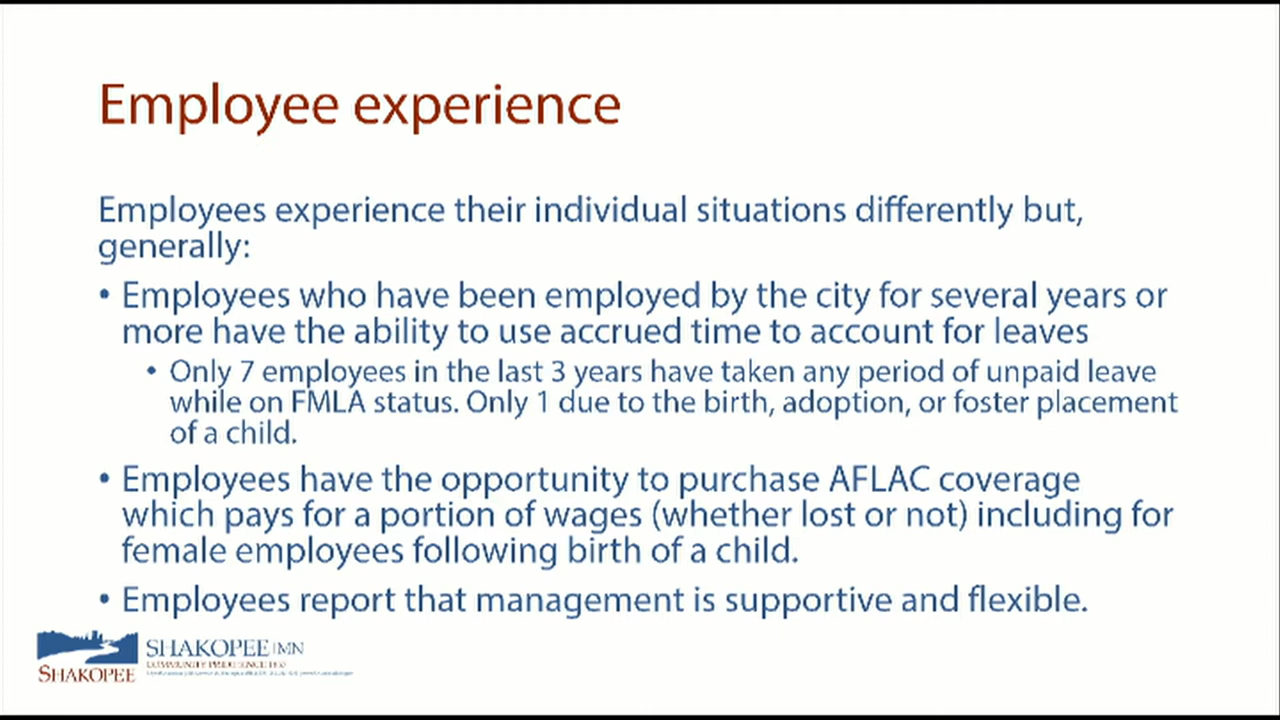 Employee experience
Employees experience their individual situations differently but,
generally:
• Employees who have been employed by the city for several years or
more have the ability to use accrued time to account for leaves
• Only 7 employees in the last 3 years have taken any period of unpaid leave
while on FMLA status. Only 1 due to the birth, adoption, or foster placement
of a child.
• Employees have the opportunity to purchase AFLAC coverage
which pays for a portion of wages (whether lost or not) including for
female employees following birth of a child.
• Employees report that management is supportive and flexible.
SHAKOPEE | MN
COMMUNITY PRIDE SINCE 1857
SHAKOPEE